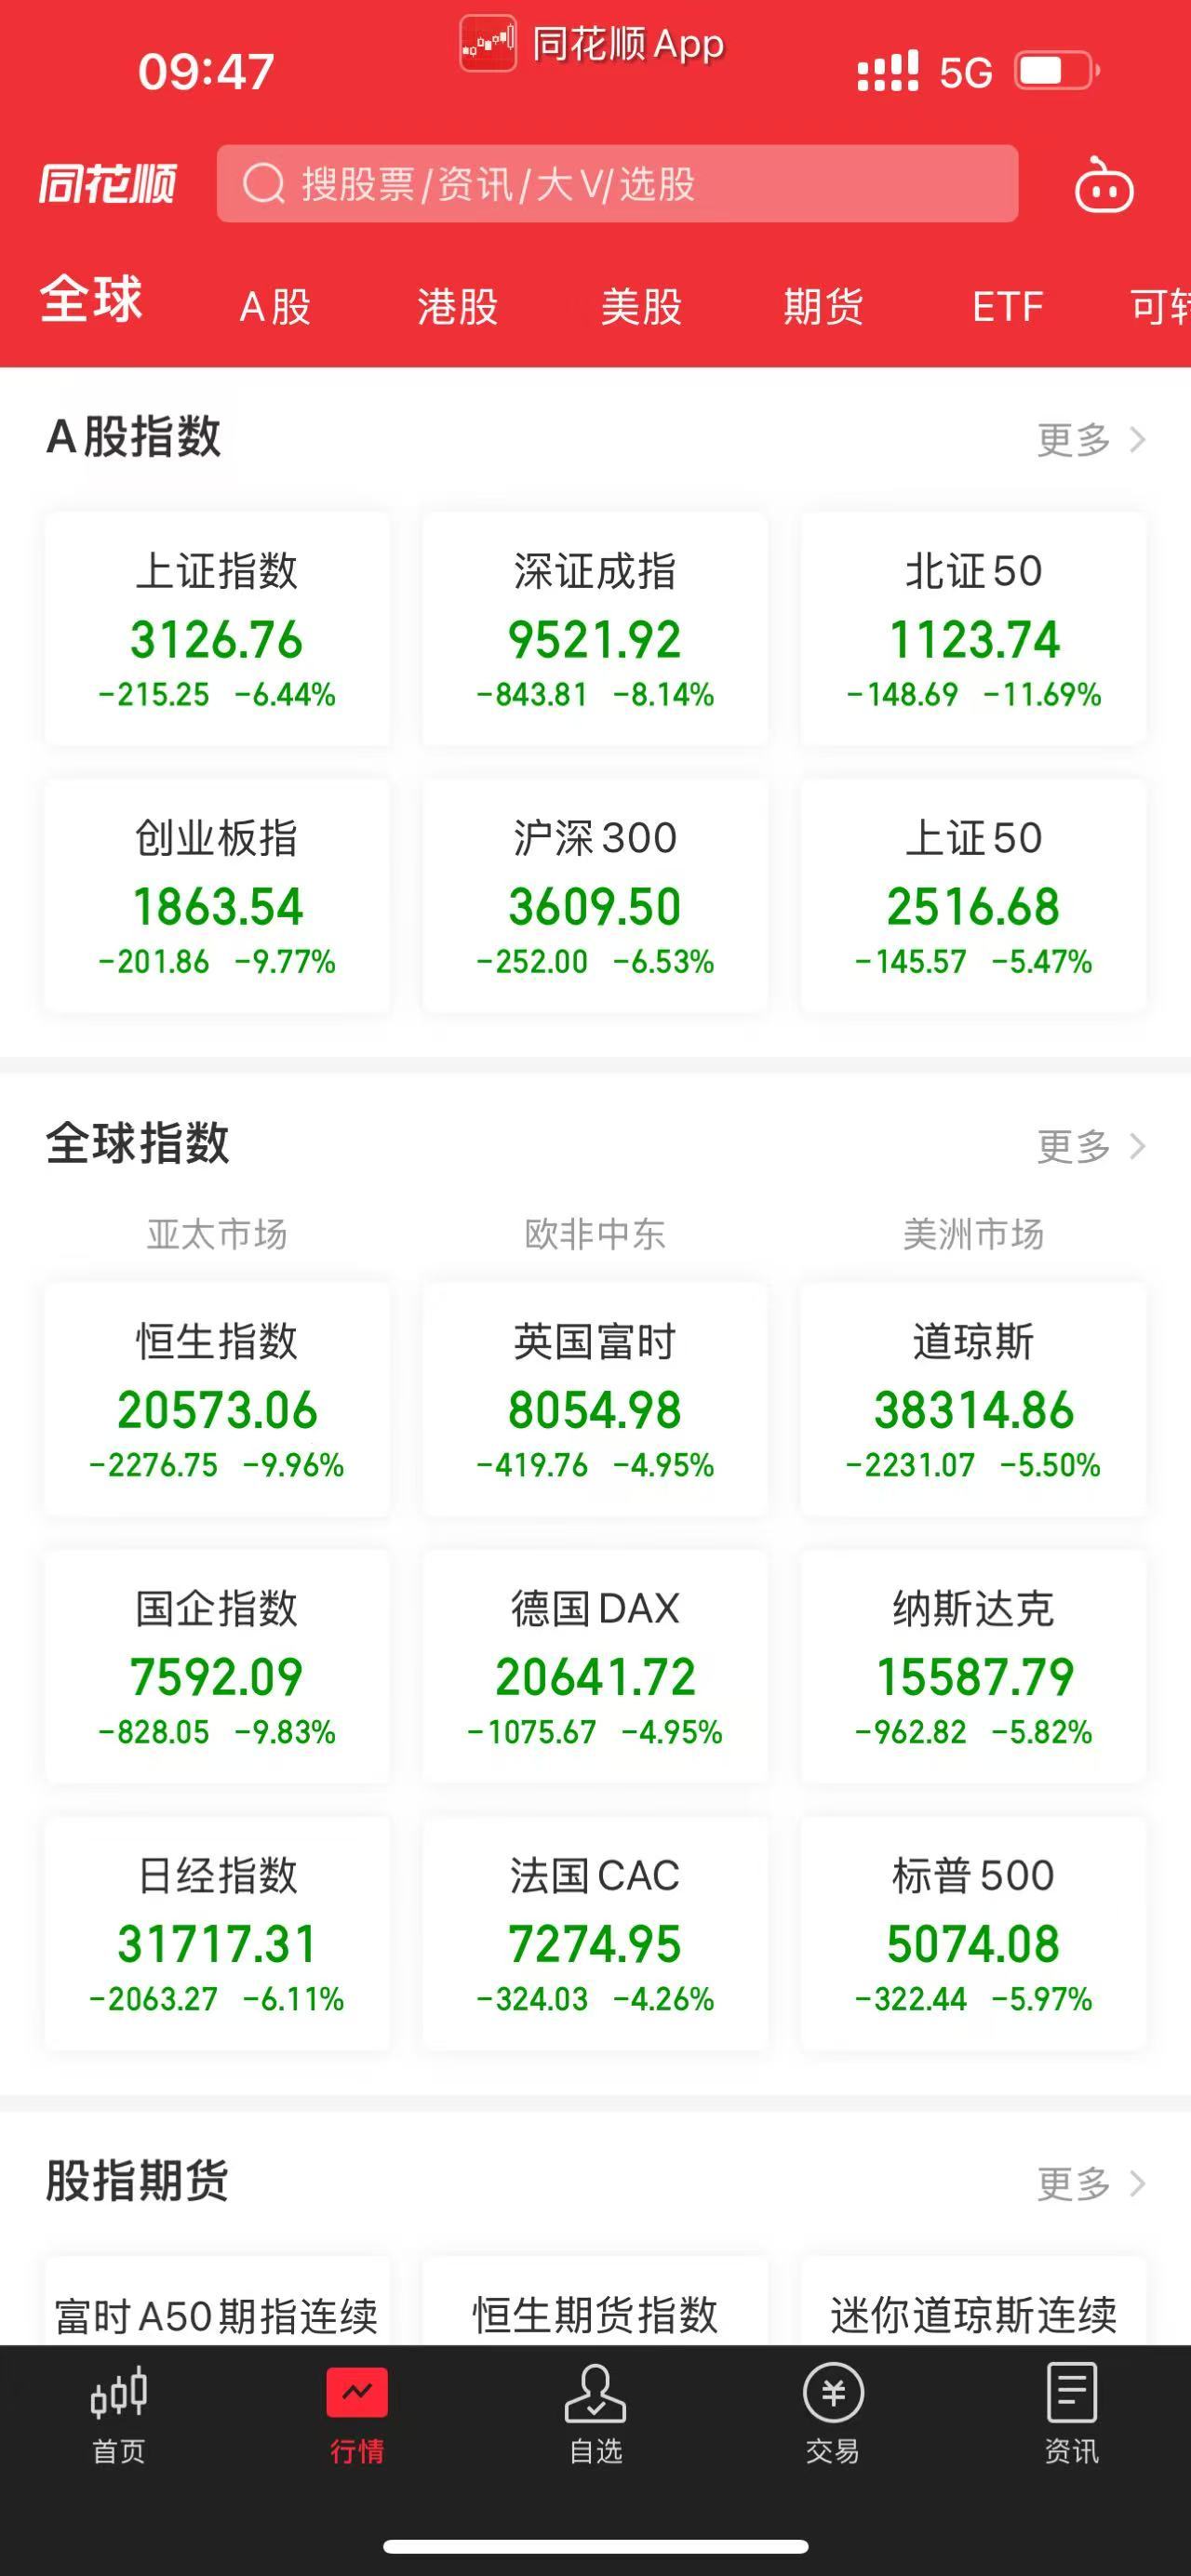 09:47
同花顺App
5G
同花顺
搜股票/资讯/大V/选股
全球 A股 港股 美股 期货 ETF 可转
A股指数 更多
上证指数 深证成指 北证50
3126.76 9521.92 1123.74
-215.25 -6.44% -843.81 -8.14% -148.69 -11.69%
创业板指 沪深300 上证50
1863.54 3609.50 2516.68
-201.86 -9.77% -252.00 -6.53% -145.57 -5.47%
全球指数 更多
亚太市场 欧非中东 美洲市场
恒生指数 英国富时 道琼斯
20573.06 8054.98 38314.86
-2276.75 -9.96% -419.76 -4.95% -2231.07 -5.50%
国企指数 德国DAX 纳斯达克
7592.09 20641.72 15587.79
-828.05 -9.83% -1075.67 -4.95% -962.82 -5.82%
日经指数 法国CAC 标普500
31717.31 7274.95 5074.08
-2063.27 -6.11% -324.03 -4.26% -322.44 -5.97%
股指期货 更多
富时A50期指连续 恒生期货指数 迷你道琼斯连续
首页 行情 自选 交易 资讯